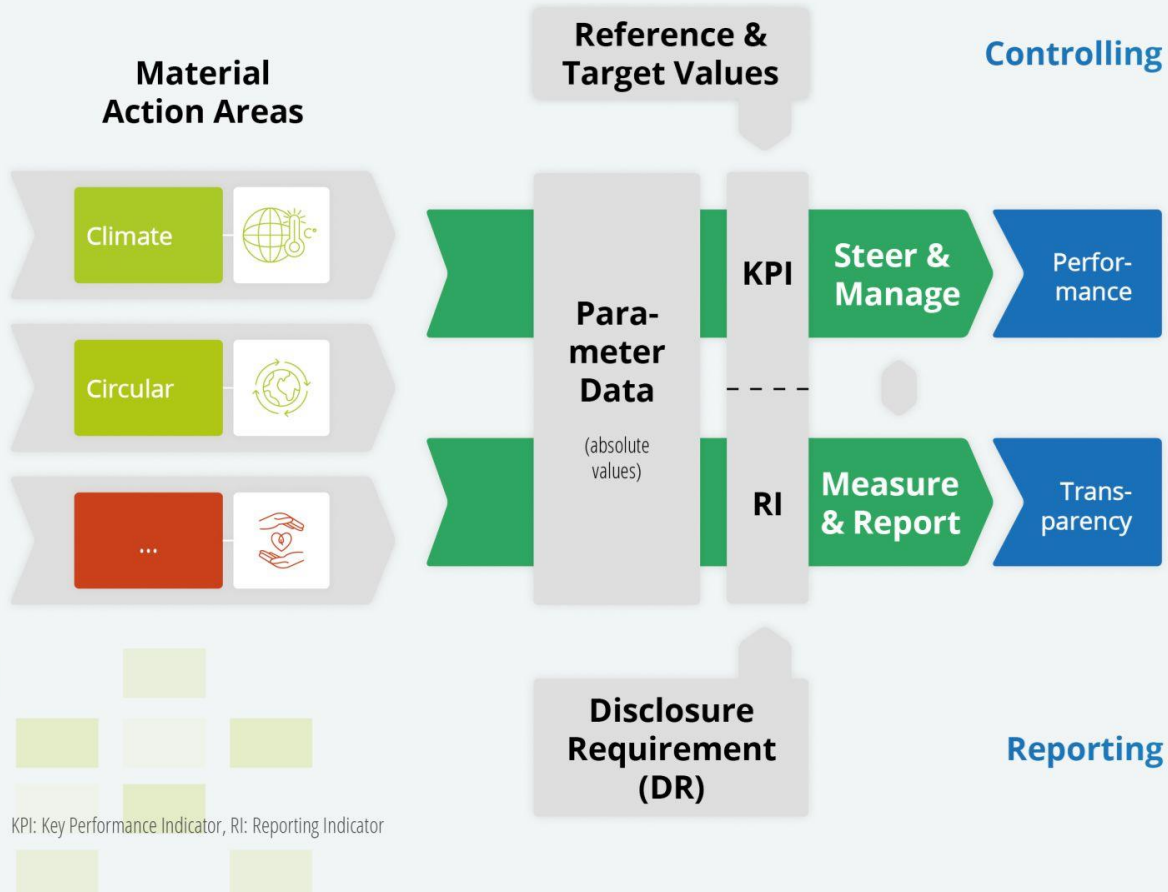 Reference &
Target Values
Controlling
Material
Action Areas
Climate
C°
KPI
Steer &
Manage
Perfor-
mance
Para-
meter
Data
(absolute
values)
Circular
...
RI
Measure
& Report
Trans-
parency
Disclosure
Requirement
(DR)
Reporting
KPI: Key Performance Indicator, RI: Reporting Indicator